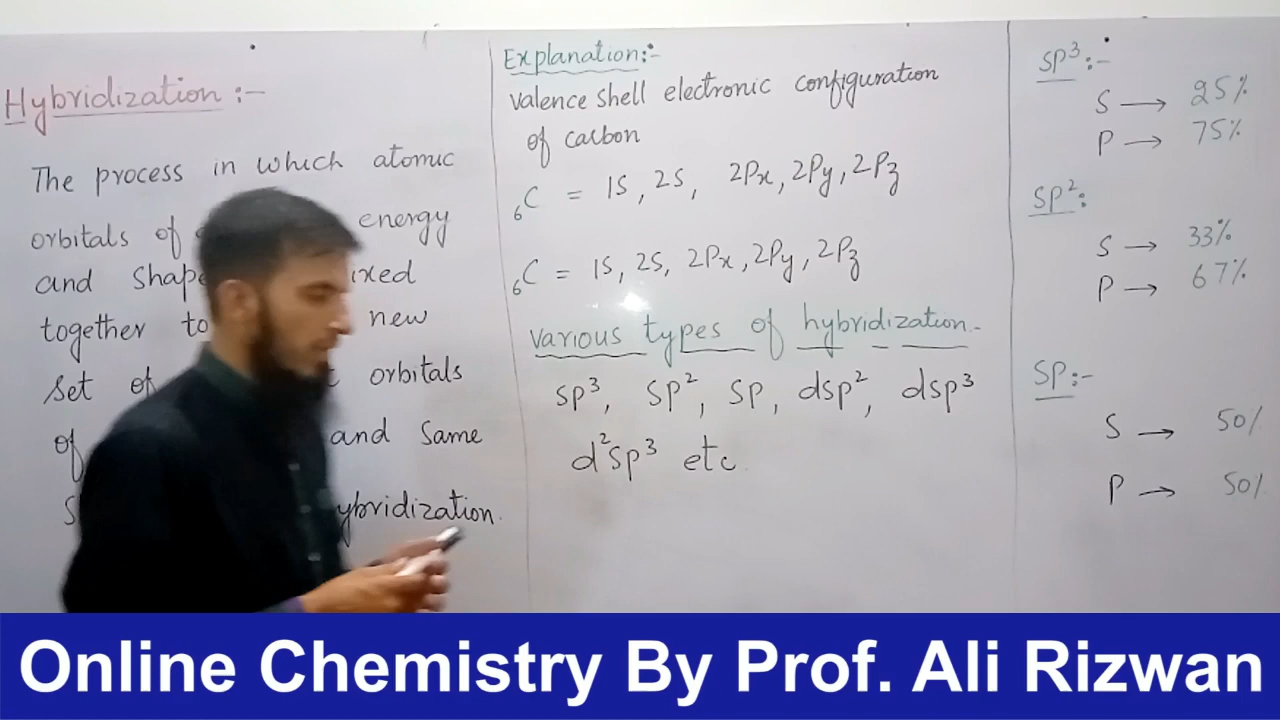 Hybridization :-
The process in which atomic
orbitals of energy
and
together to new
set of orbitals
of and same
Explanation:-
valence shell electronic configuration
of carbon
₆C = 1S, 2S, 2Px, 2Py, 2Pz
₆C = 1S, 2S, 2Px, 2Py, 2Pz
Various types of hybridization-
sp³, sp², sp, dsp², dsp³
d²sp³ etc
sp³:-
S → 25%
P → 75%
sp²:
S → 33%
P → 67%
sp:-
S → 50%
P → 50%
Online Chemistry By Prof. Ali Rizwan